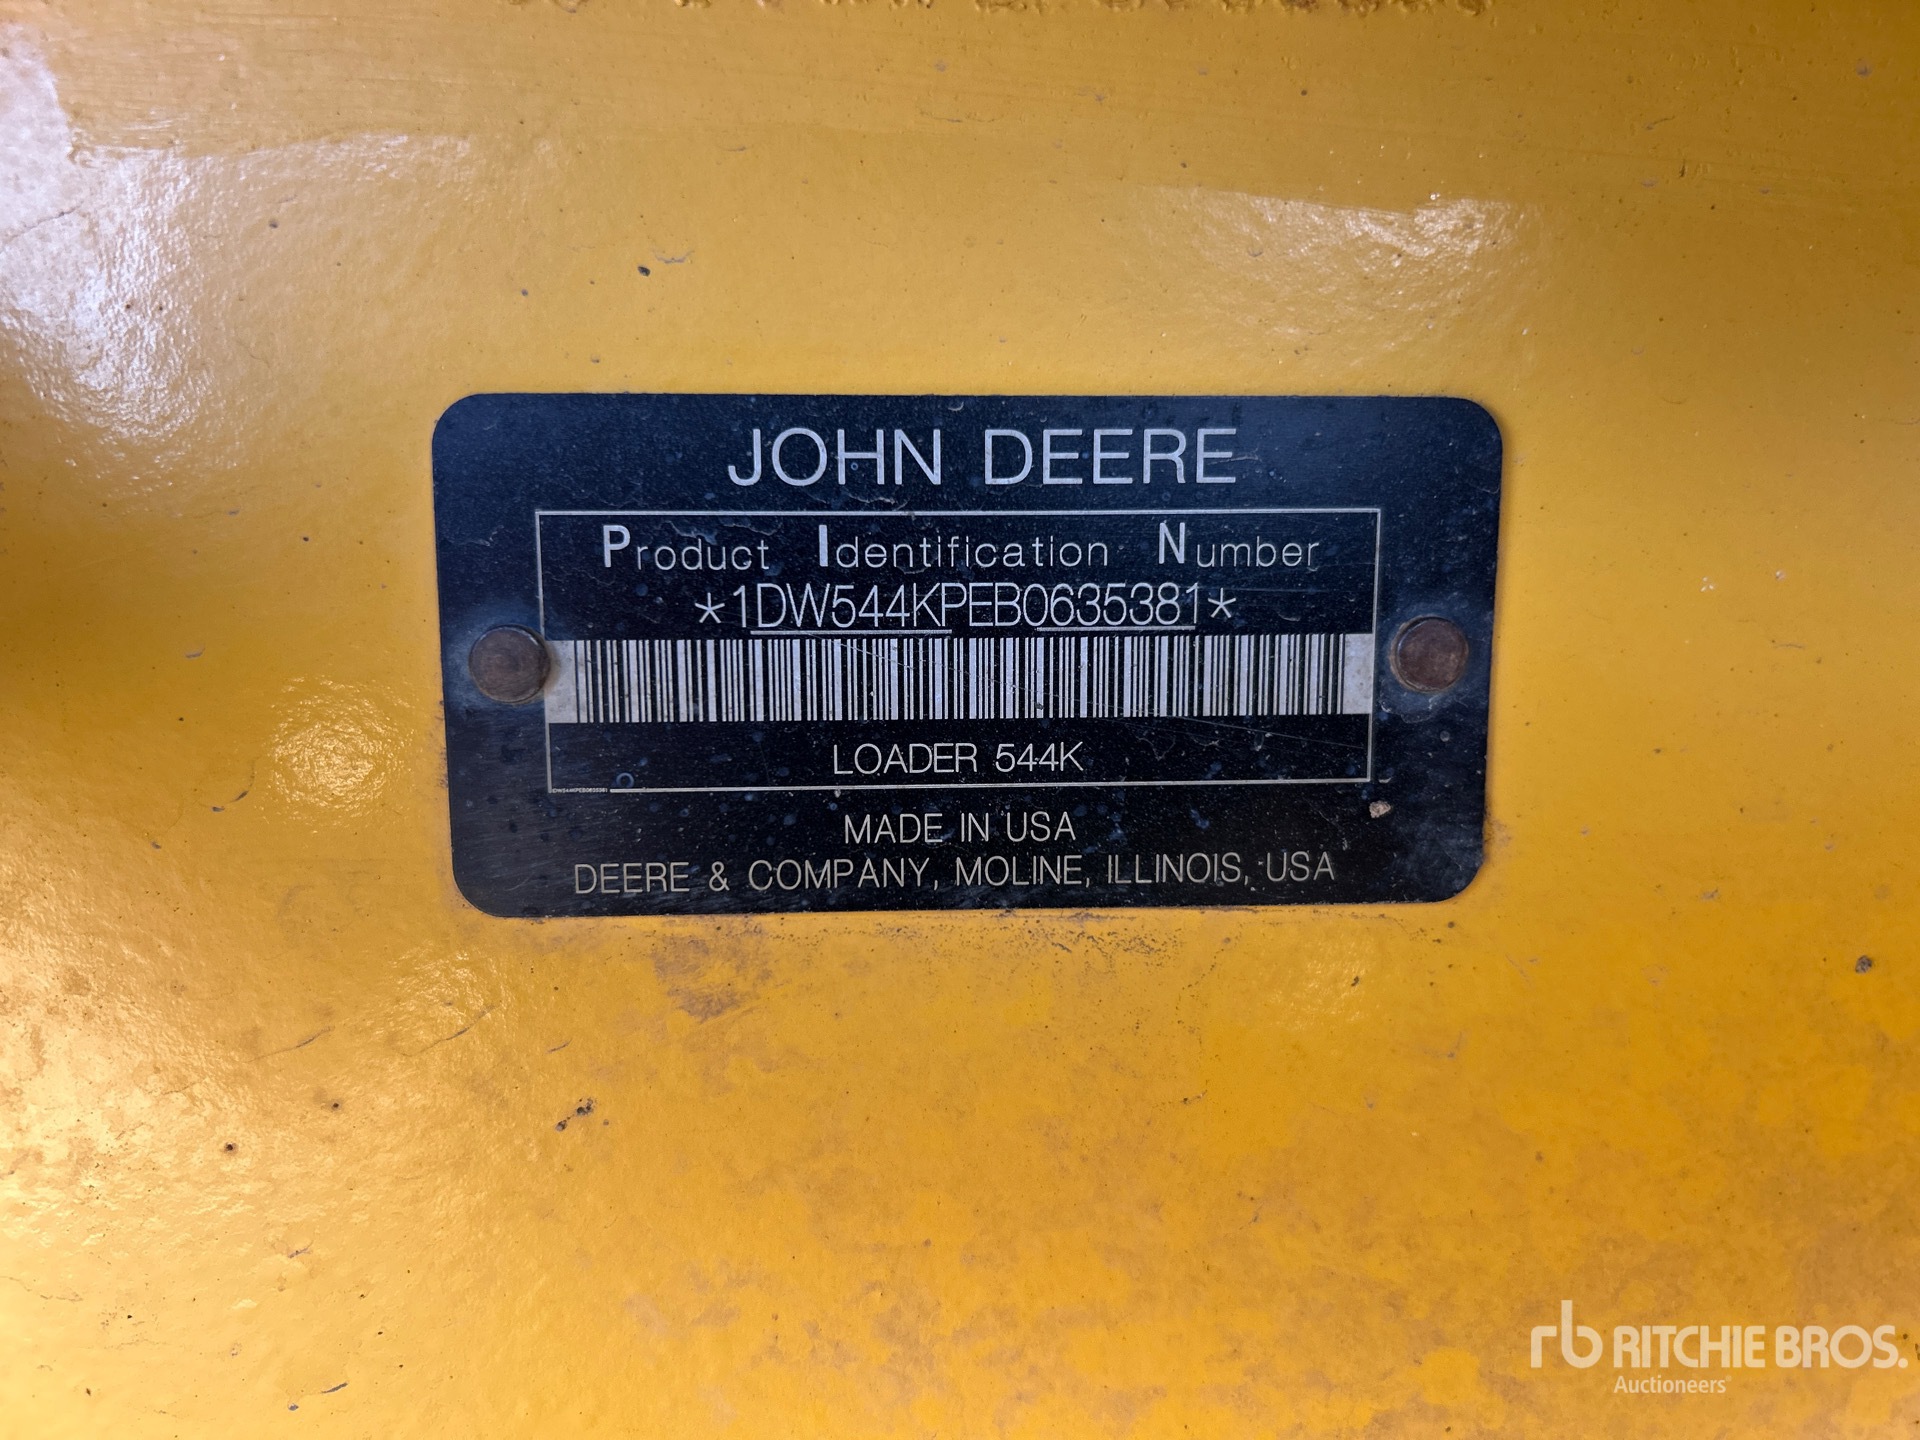 JOHN DEERE
Product Identification Number
*1DW544KPEB0635381*
LOADER 544K
1DW544KPEB0635381
MADE IN USA
DEERE & COMPANY, MOLINE, ILLINOIS, USA
rb RITCHIE BROS.
Auctioneers